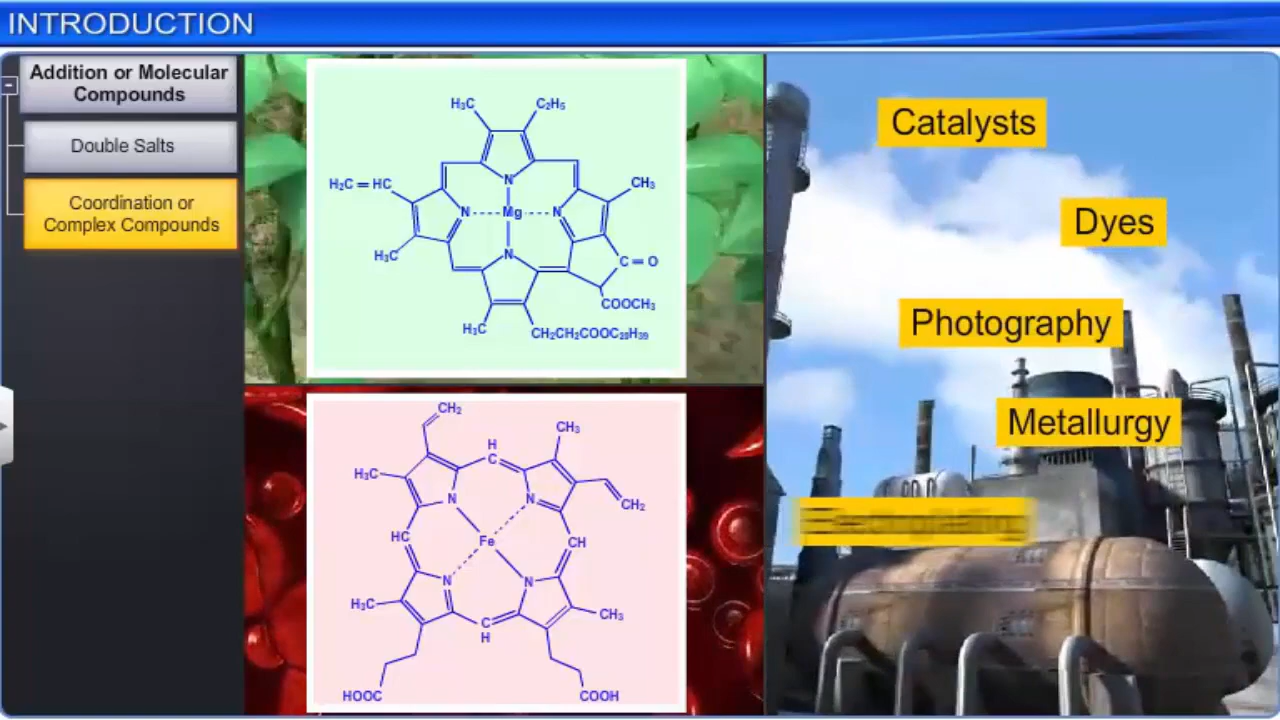 INTRODUCTION
Addition or Molecular
Compounds
Double Salts
Coordination or
Complex Compounds
H₃C
C₂H₅
H₂C = HC
CH₃
N
N
Mg
N
N
H₃C
C = O
COOCH₃
H₃C
CH₂CH₂COOC₂₀H₃₉
CH₂
H
CH₃
H₃C
N
N
CH₂
HC
Fe
CH
N
N
H₃C
CH₃
H
HOOC
COOH
Catalysts
Dyes
Photography
Metallurgy